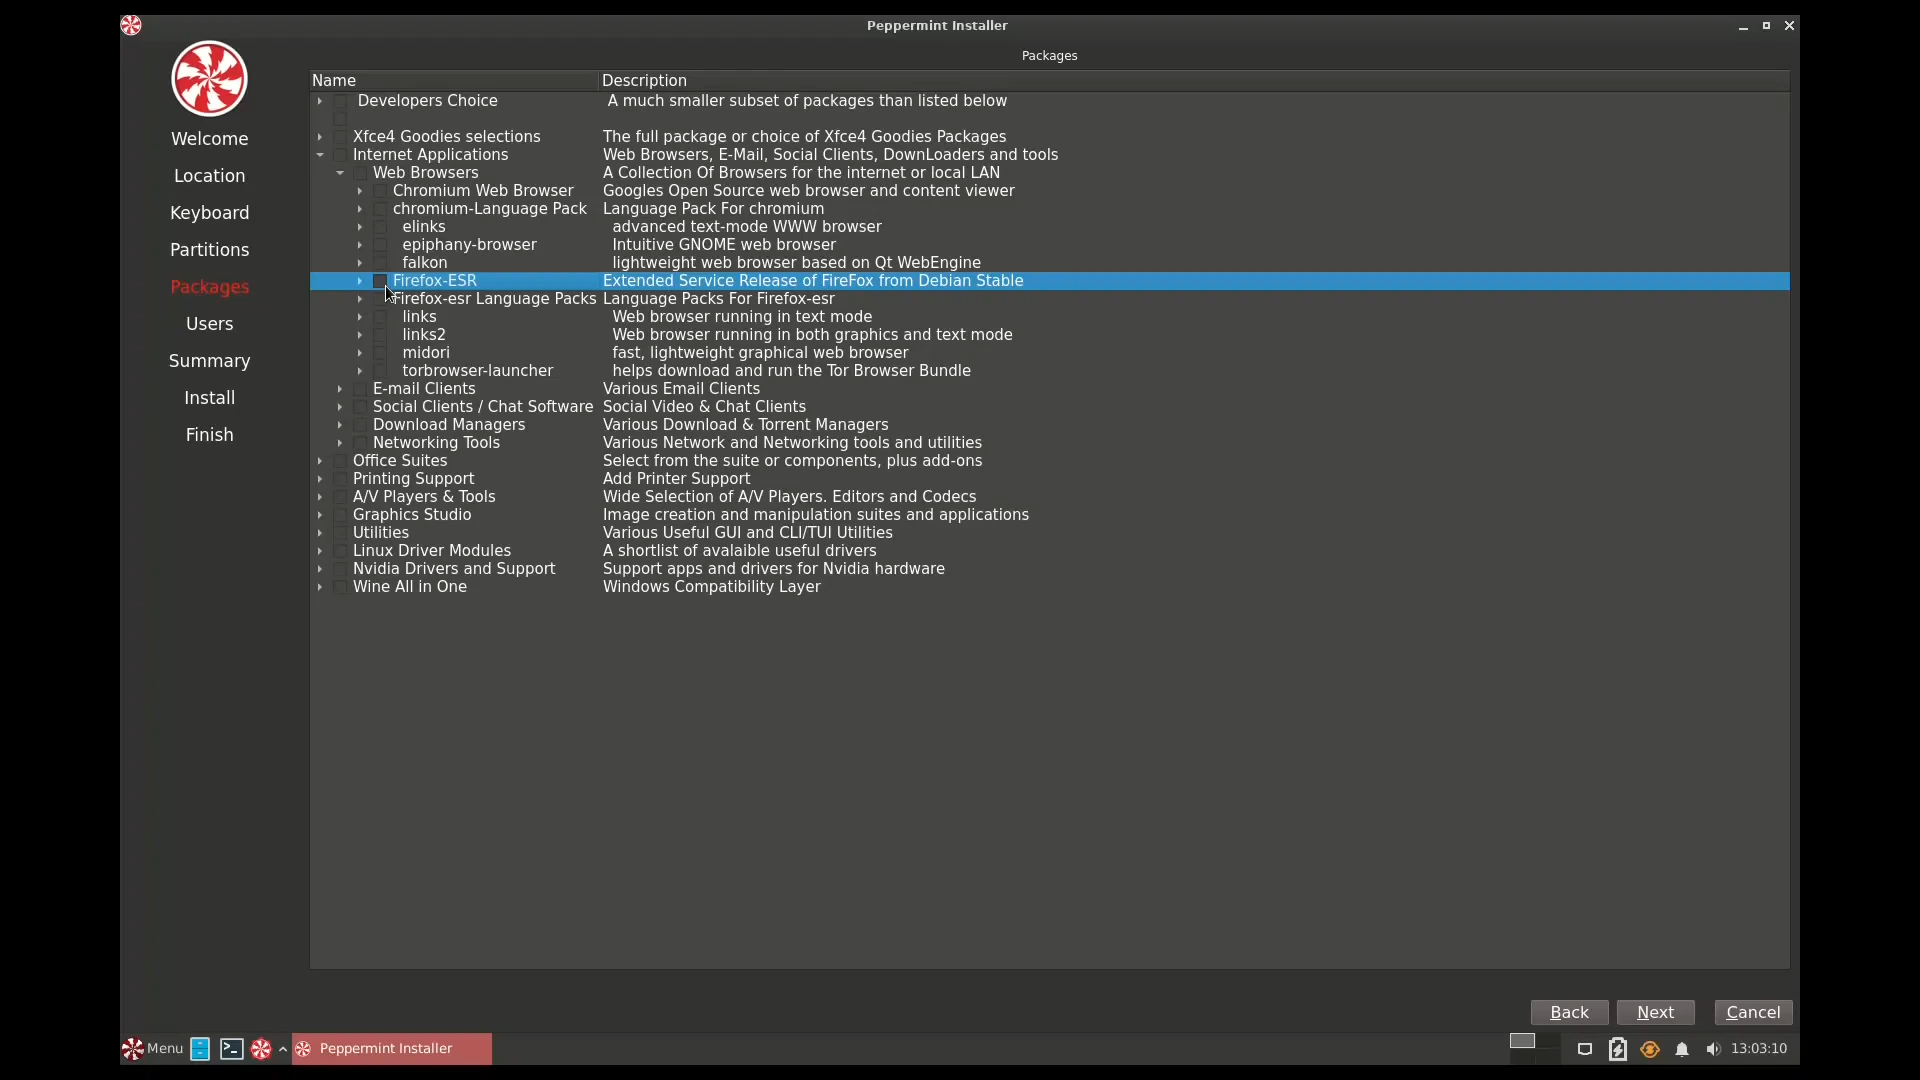 Peppermint Installer
Packages
Welcome
Location
Keyboard
Partitions
Packages
Users
Summary
Install
Finish
Name Description
Developers Choice A much smaller subset of packages than listed below
Xfce4 Goodies selections The full package or choice of Xfce4 Goodies Packages
Internet Applications Web Browsers, E-Mail, Social Clients, DownLoaders and tools
Web Browsers A Collection Of Browsers for the internet or local LAN
Chromium Web Browser Googles Open Source web browser and content viewer
chromium-Language Pack Language Pack For chromium
elinks advanced text-mode WWW browser
epiphany-browser Intuitive GNOME web browser
falkon lightweight web browser based on Qt WebEngine
Firefox-ESR Extended Service Release of FireFox from Debian Stable
Firefox-esr Language Packs Language Packs For Firefox-esr
links Web browser running in text mode
links2 Web browser running in both graphics and text mode
midori fast, lightweight graphical web browser
torbrowser-launcher helps download and run the Tor Browser Bundle
E-mail Clients Various Email Clients
Social Clients / Chat Software Social Video & Chat Clients
Download Managers Various Download & Torrent Managers
Networking Tools Various Network and Networking tools and utilities
Office Suites Select from the suite or components, plus add-ons
Printing Support Add Printer Support
A/V Players & Tools Wide Selection of A/V Players. Editors and Codecs
Graphics Studio Image creation and manipulation suites and applications
Utilities Various Useful GUI and CLI/TUI Utilities
Linux Driver Modules A shortlist of avalaible useful drivers
Nvidia Drivers and Support Support apps and drivers for Nvidia hardware
Wine All in One Windows Compatibility Layer
Back Next Cancel
Menu Peppermint Installer 13:03:10